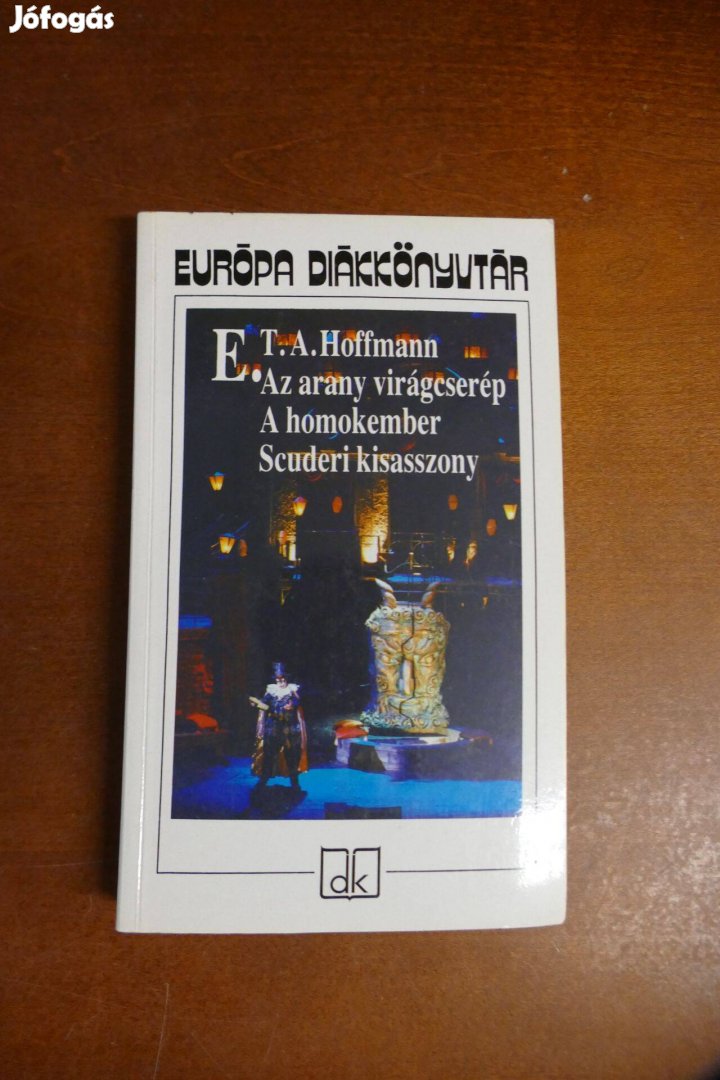 Jófogás
EURÓPA DIÁKKÖNYVTÁR
E. T. A. Hoffmann
Az arany virágcserép
A homokember
Scuderi kisasszony
dk